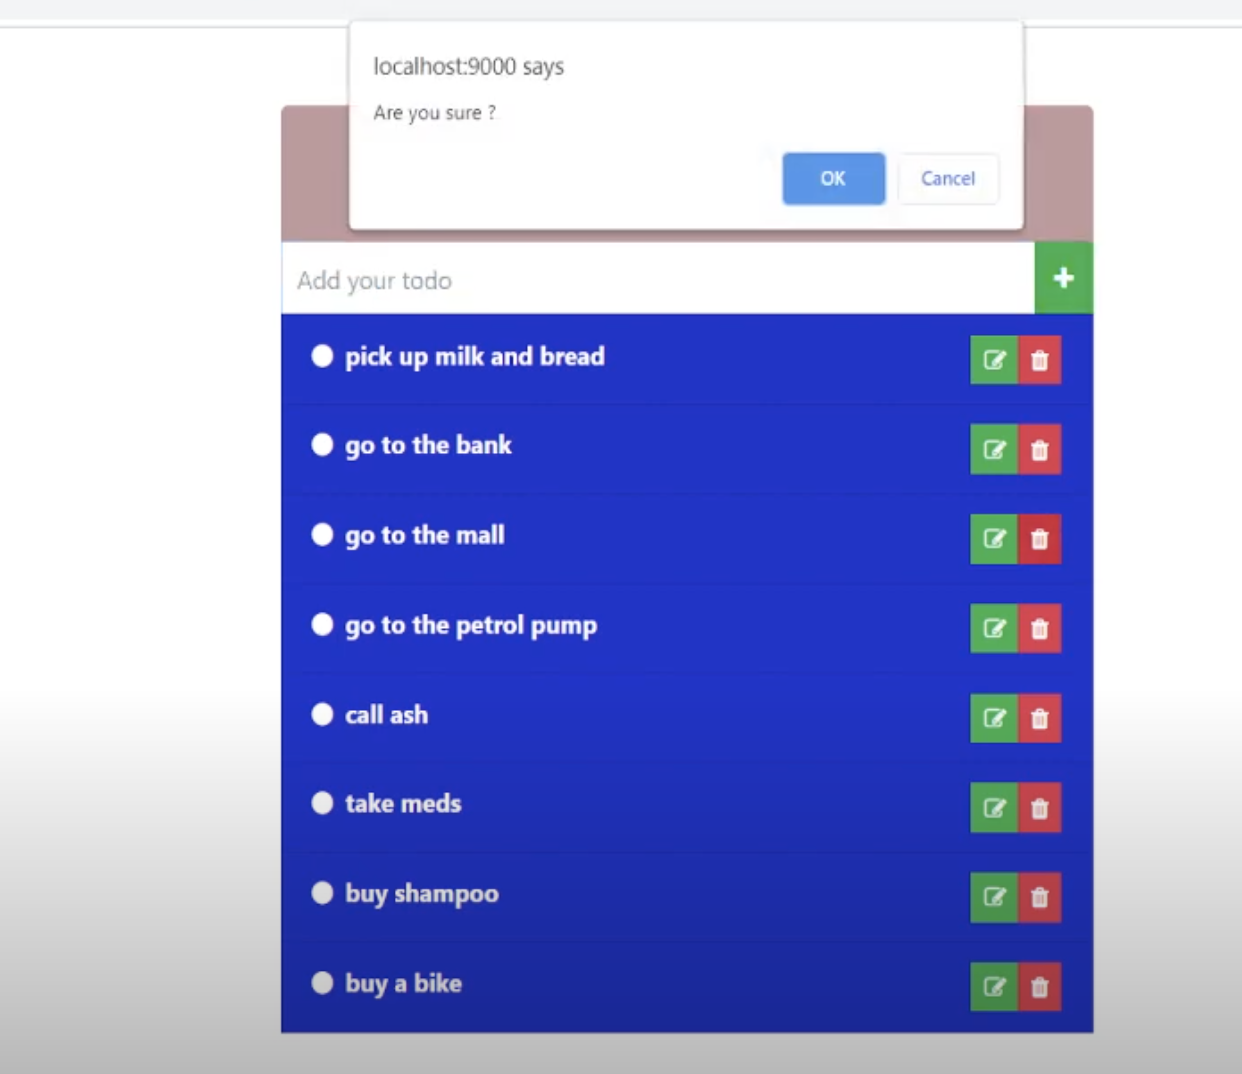 localhost:9000 says
Are you sure ?
OK Cancel
Add your todo
pick up milk and bread
go to the bank
go to the mall
go to the petrol pump
call ash
take meds
buy shampoo
buy a bike